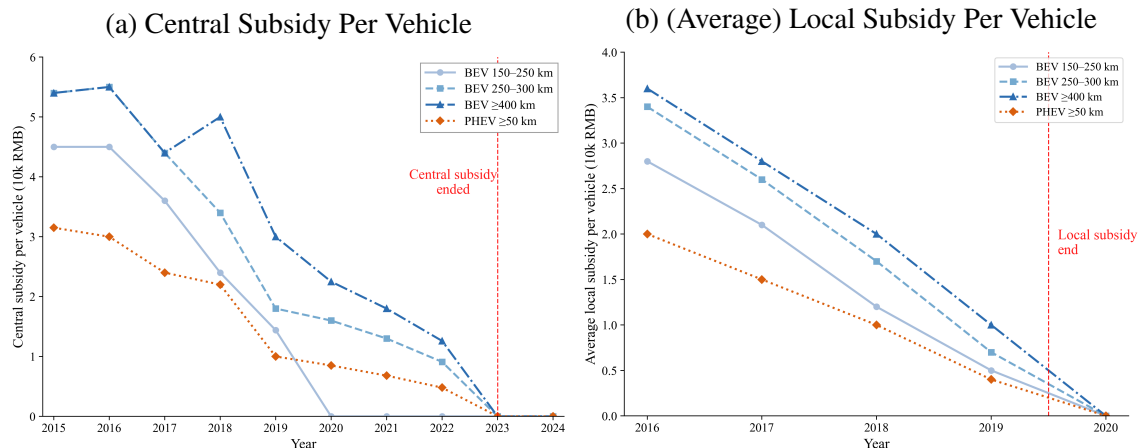 (a) Central Subsidy Per Vehicle
Central subsidy per vehicle (10k RMB)
6
5
4
3
2
1
0
BEV 150–250 km
BEV 250–300 km
BEV ≥400 km
PHEV ≥50 km
Central subsidy
ended
2015 2016 2017 2018 2019 2020 2021 2022 2023 2024
Year
(b) (Average) Local Subsidy Per Vehicle
Average local subsidy per vehicle (10k RMB)
4.0
3.5
3.0
2.5
2.0
1.5
1.0
0.5
0.0
BEV 150–250 km
BEV 250–300 km
BEV ≥400 km
PHEV ≥50 km
Local subsidy
end
2016 2017 2018 2019 2020
Year